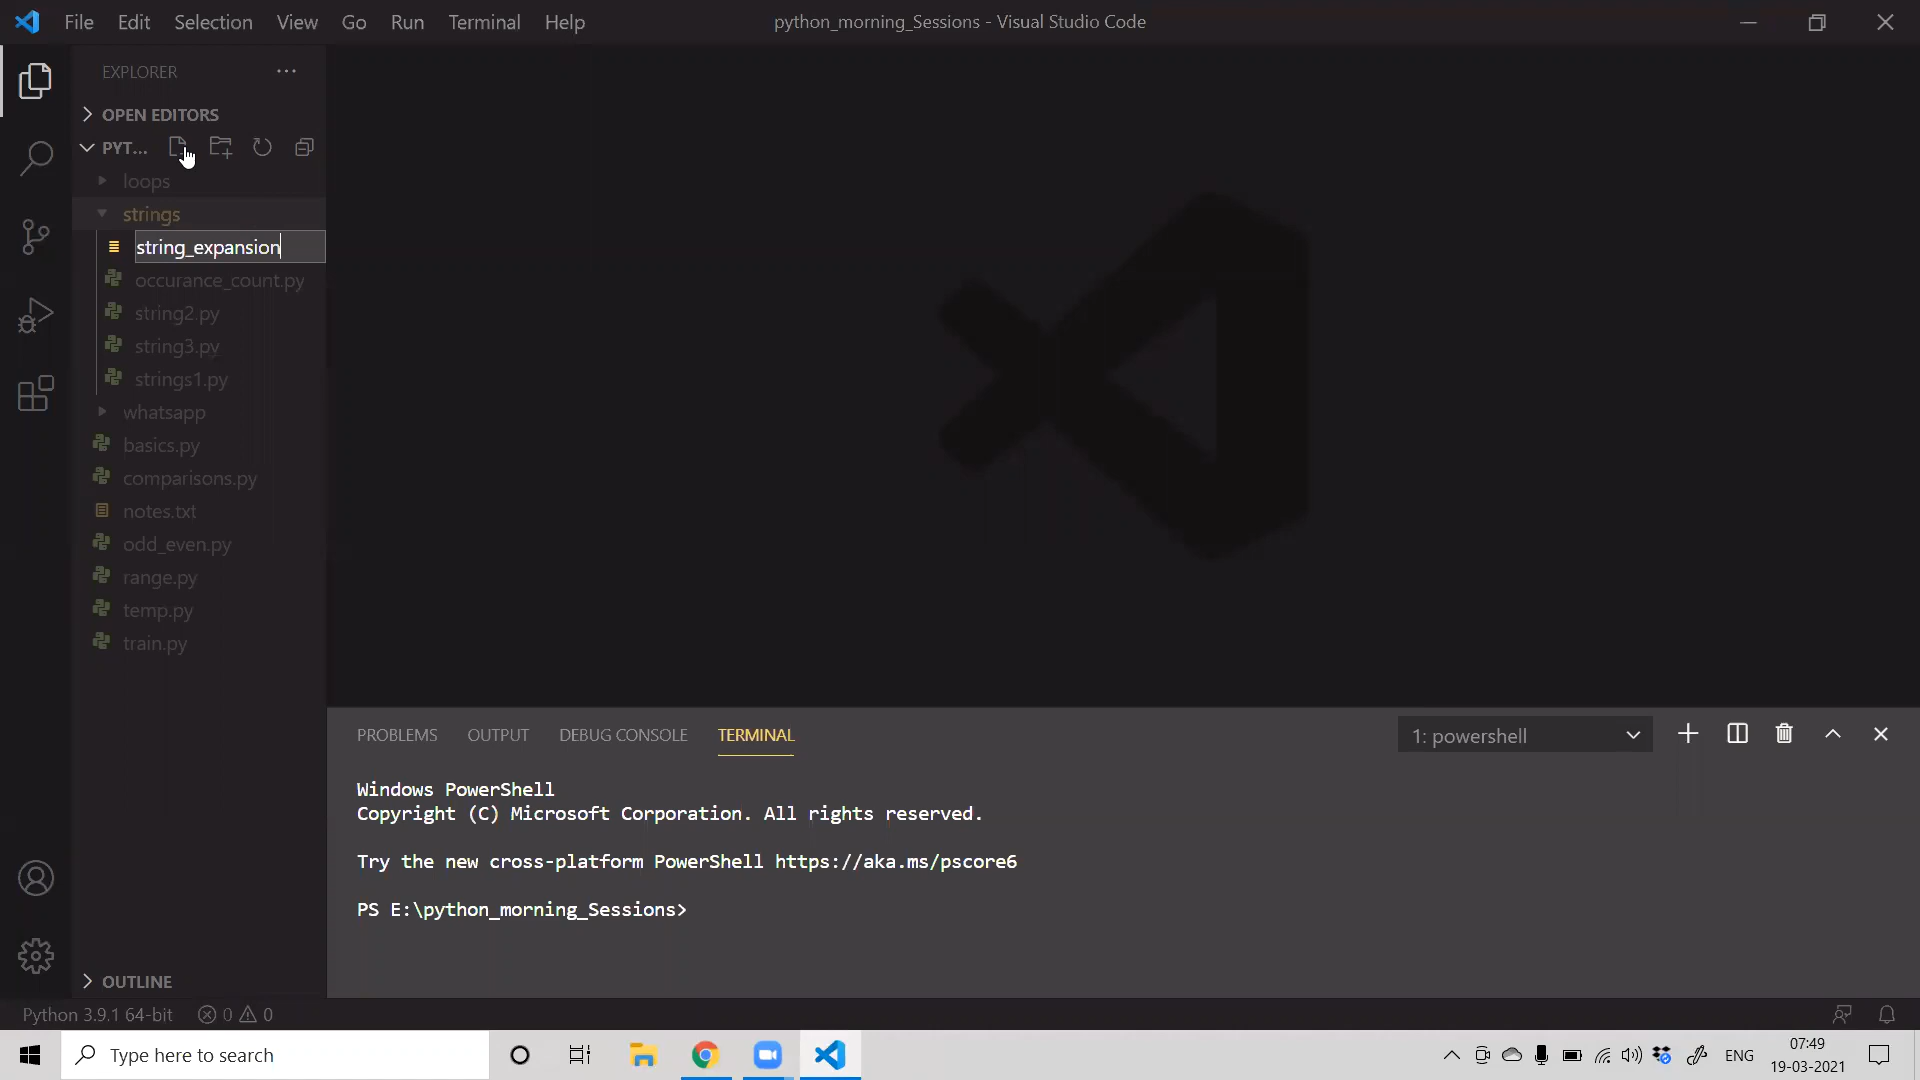 File Edit Selection View Go Run Terminal Help
python_morning_Sessions - Visual Studio Code
EXPLORER
OPEN EDITORS
PYT...
loops
strings
string_expansion
occurance_count.py
string2.py
string3.py
strings1.py
whatsapp
basics.py
comparisons.py
notes.txt
odd_even.py
range.py
temp.py
train.py
OUTLINE
PROBLEMS OUTPUT DEBUG CONSOLE TERMINAL
1: powershell
Windows PowerShell
Copyright (C) Microsoft Corporation. All rights reserved.
Try the new cross-platform PowerShell https://aka.ms/pscore6
PS E:\python_morning_Sessions>
Python 3.9.1 64-bit 0 0
Type here to search
ENG
07:49
19-03-2021